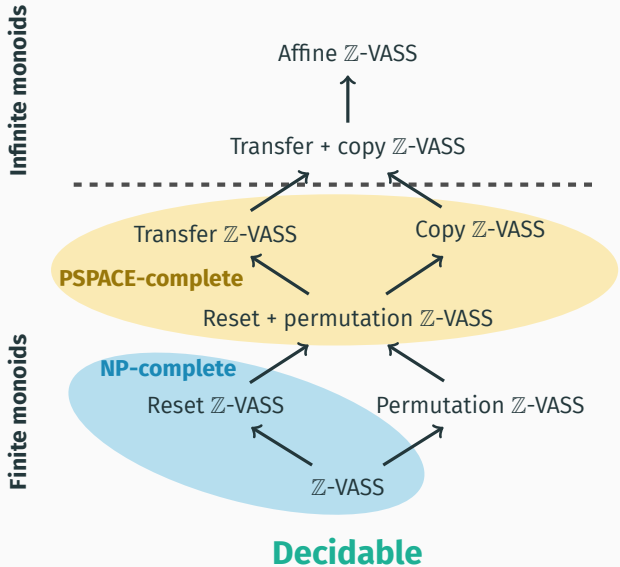 Infinite monoids
Affine ℤ-VASS
Transfer + copy ℤ-VASS
Transfer ℤ-VASS
Copy ℤ-VASS
PSPACE-complete
Reset + permutation ℤ-VASS
Finite monoids
NP-complete
Reset ℤ-VASS
Permutation ℤ-VASS
ℤ-VASS
Decidable